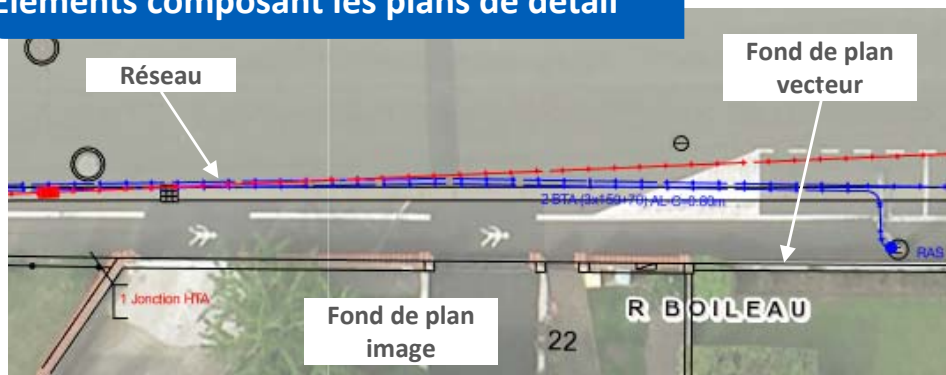 Eléments composant les plans de détail
Réseau
Fond de plan
vecteur
2 BTA (3x150+70) AL-C=0.80m
RAS
1 Jonction HTA
Fond de plan
image
R BOILEAU
22